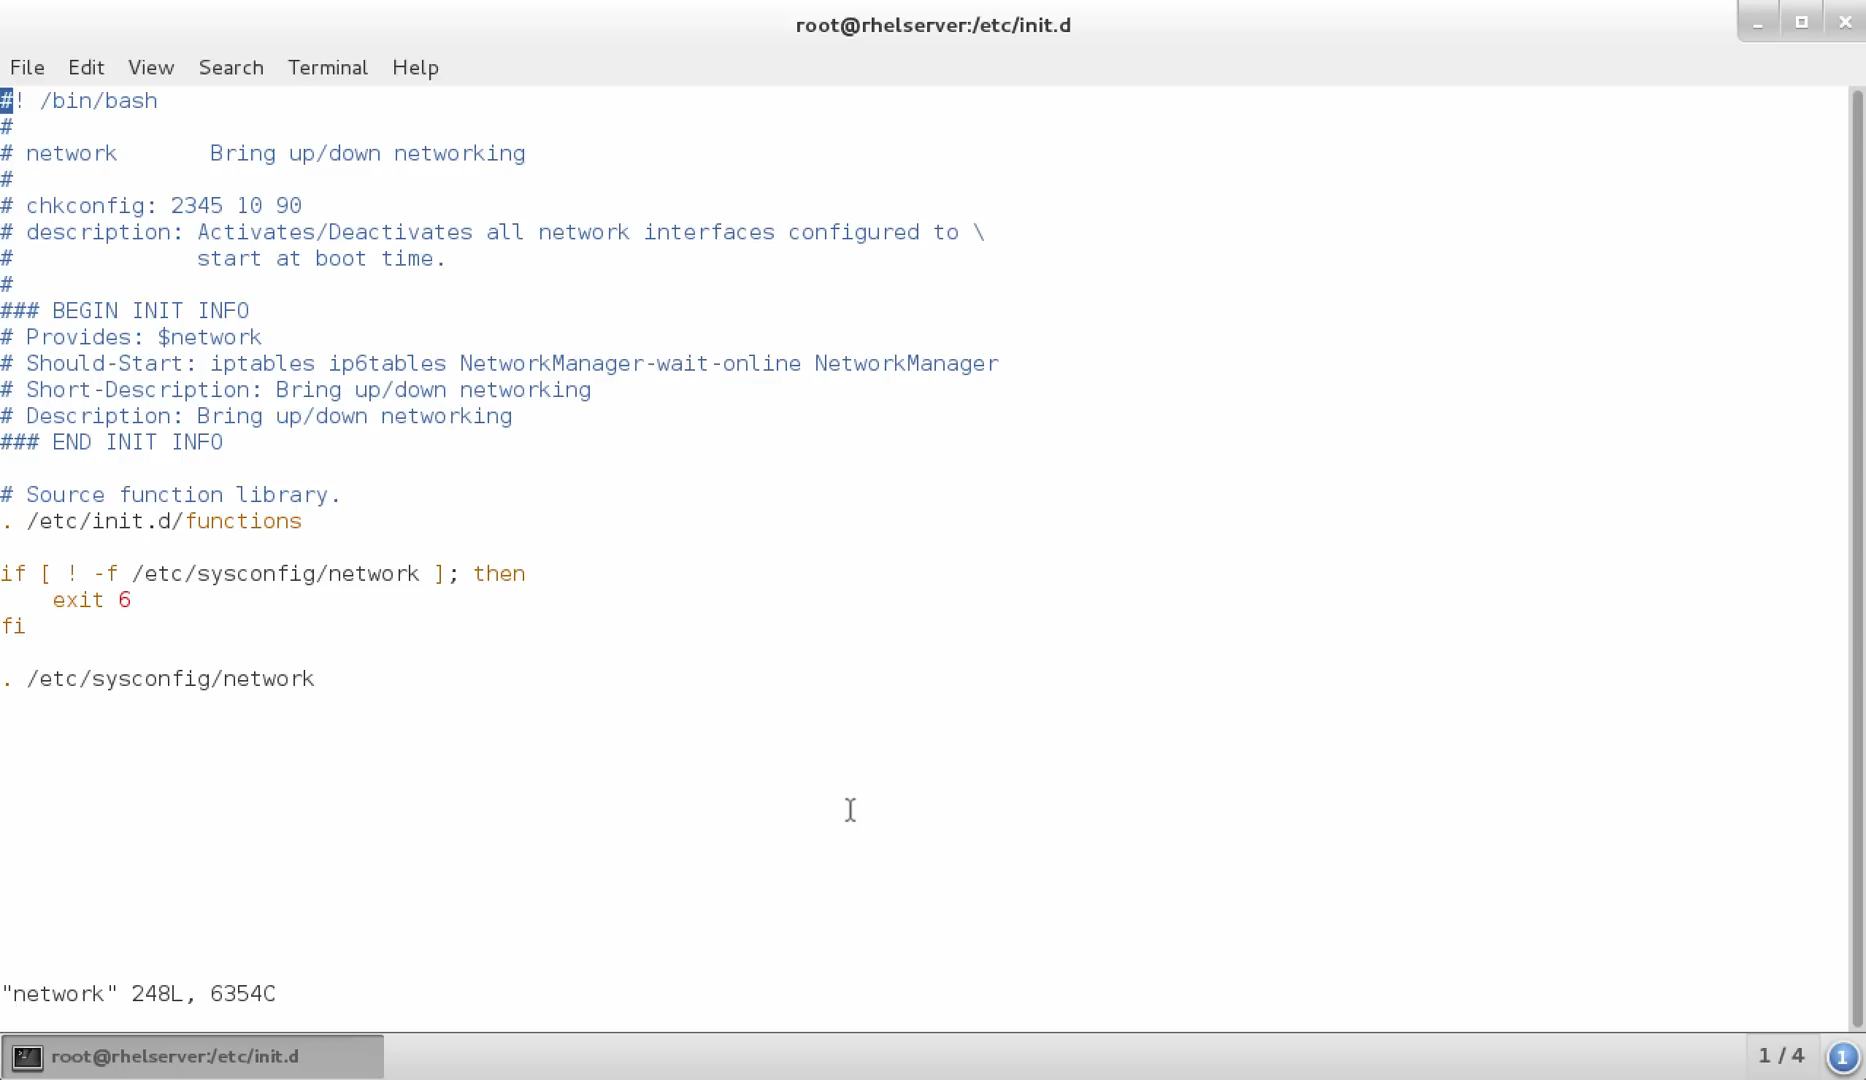 root@rhelserver:/etc/init.d
File Edit View Search Terminal Help
#! /bin/bash
#
# network       Bring up/down networking
#
# chkconfig: 2345 10 90
# description: Activates/Deactivates all network interfaces configured to \
#              start at boot time.
#
### BEGIN INIT INFO
# Provides: $network
# Should-Start: iptables ip6tables NetworkManager-wait-online NetworkManager
# Short-Description: Bring up/down networking
# Description: Bring up/down networking
### END INIT INFO
# Source function library.
. /etc/init.d/functions
if [ ! -f /etc/sysconfig/network ]; then
    exit 6
fi
. /etc/sysconfig/network
"network" 248L, 6354C
root@rhelserver:/etc/init.d
1 / 4
1